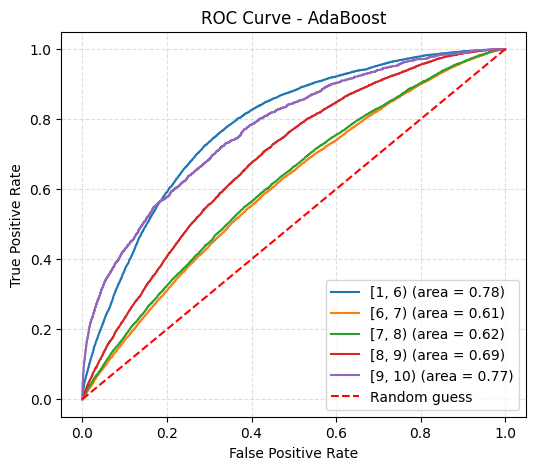 ROC Curve - AdaBoost
True Positive Rate
1.0
0.8
0.6
0.4
0.2
0.0
[1, 6) (area = 0.78)
[6, 7) (area = 0.61)
[7, 8) (area = 0.62)
[8, 9) (area = 0.69)
[9, 10) (area = 0.77)
Random guess
0.0 0.2 0.4 0.6 0.8 1.0
False Positive Rate